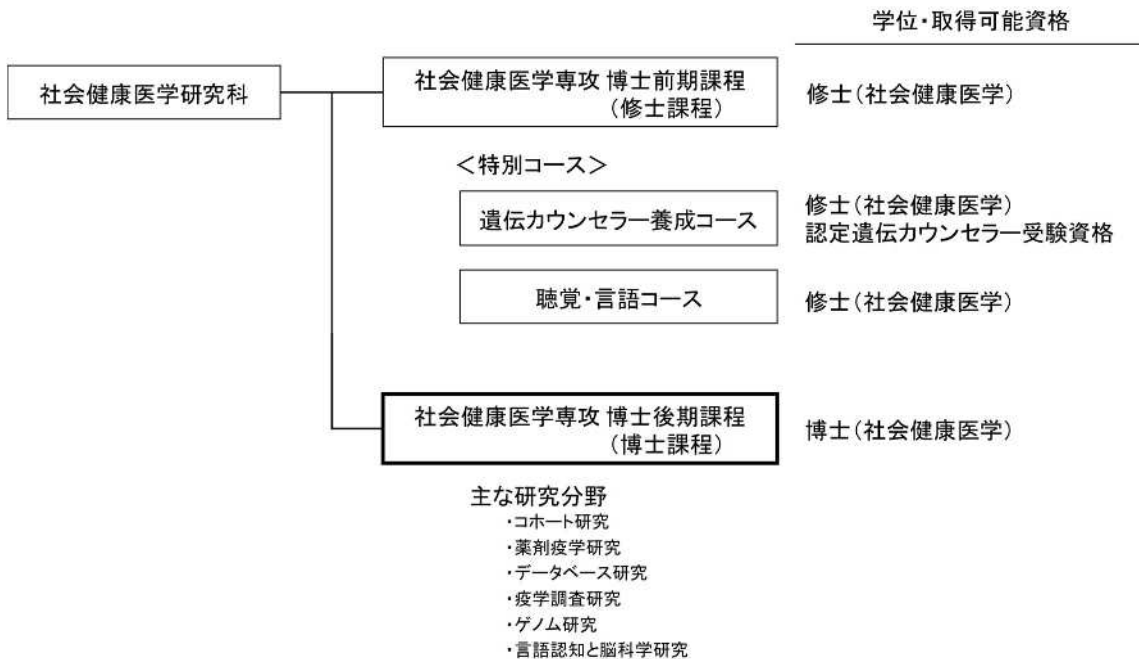 学位・取得可能資格
社会健康医学研究科
社会健康医学専攻 博士前期課程
(修士課程)
修士(社会健康医学)
<特別コース>
遺伝カウンセラー養成コース
修士(社会健康医学)
認定遺伝カウンセラー受験資格
聴覚・言語コース
修士(社会健康医学)
社会健康医学専攻 博士後期課程
(博士課程)
博士(社会健康医学)
主な研究分野
・コホート研究
・薬剤疫学研究
・データベース研究
・疫学調査研究
・ゲノム研究
・言語認知と脳科学研究